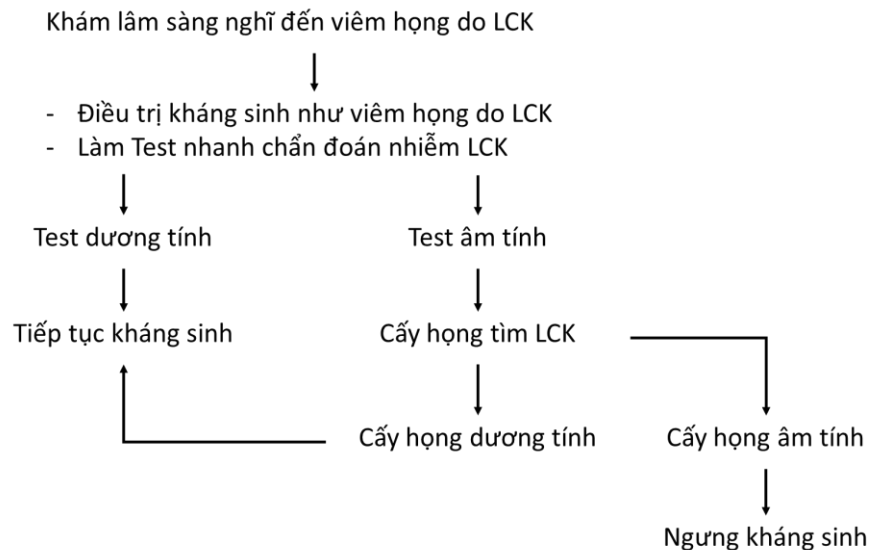 Khám lâm sàng nghĩ đến viêm họng do LCK
- Điều trị kháng sinh như viêm họng do LCK
- Làm Test nhanh chẩn đoán nhiễm LCK
Test dương tính
Test âm tính
Tiếp tục kháng sinh
Cấy họng tìm LCK
Cấy họng dương tính
Cấy họng âm tính
Ngưng kháng sinh